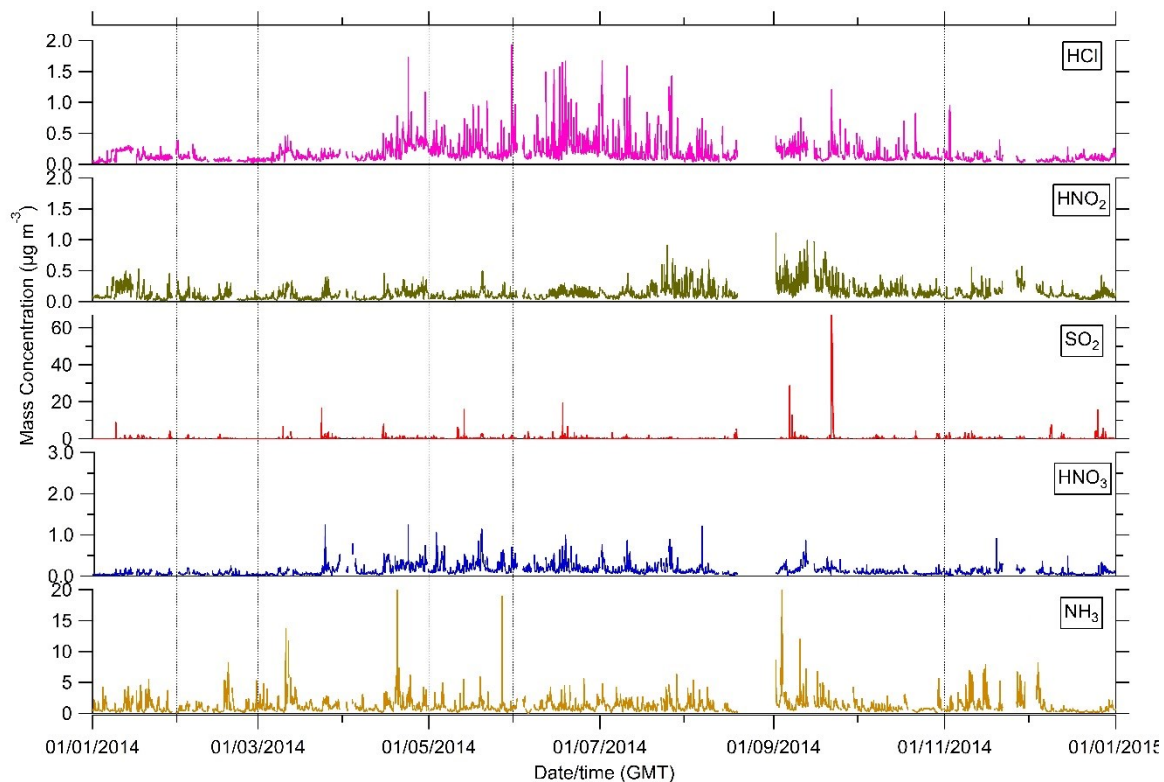 2.0
HCl
1.5
1.0
0.5
0.0
2.0
HNO₂
1.5
1.0
0.5
0.0
Mass Concentration (µg m⁻³)
60
SO₂
40
20
0
3.0
HNO₃
2.0
1.0
0.0
20
NH₃
15
10
5
0
01/01/2014 01/03/2014 01/05/2014 01/07/2014 01/09/2014 01/11/2014 01/01/2015
Date/time (GMT)